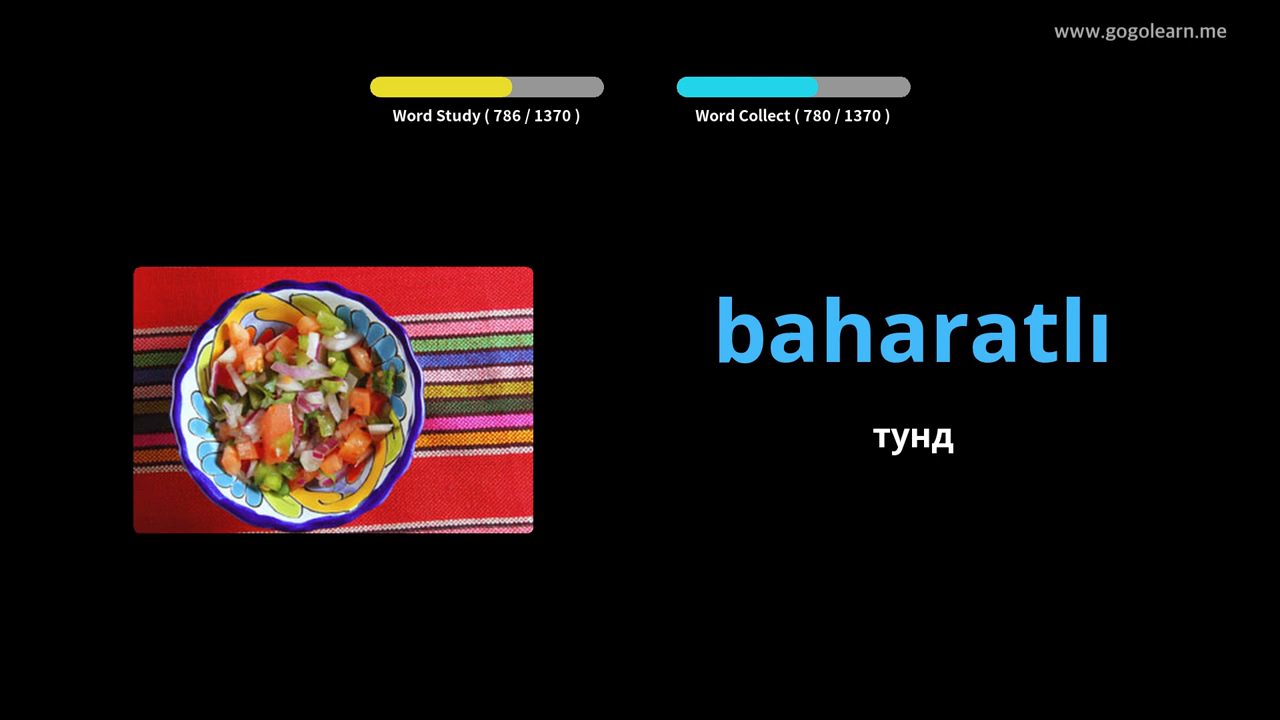 www.gogolearn.me
Word Study ( 786 / 1370 )
Word Collect ( 780 / 1370 )
baharatlı
тунд